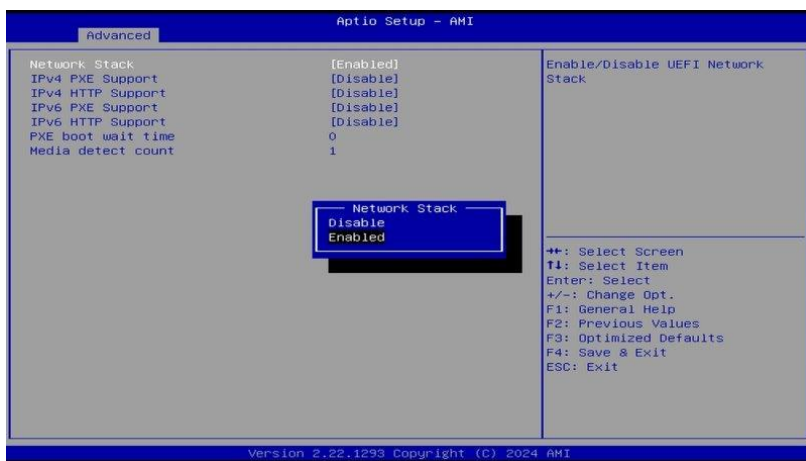 Aptio Setup – AMI
Advanced
Network Stack [Enabled]
IPv4 PXE Support [Disable]
IPv4 HTTP Support [Disable]
IPv6 PXE Support [Disable]
IPv6 HTTP Support [Disable]
PXE boot wait time 0
Media detect count 1
Network Stack
Disable
Enabled
Enable/Disable UEFI Network
Stack
→←: Select Screen
↑↓: Select Item
Enter: Select
+/-: Change Opt.
F1: General Help
F2: Previous Values
F3: Optimized Defaults
F4: Save & Exit
ESC: Exit
Version 2.22.1293 Copyright (C) 2024 AMI